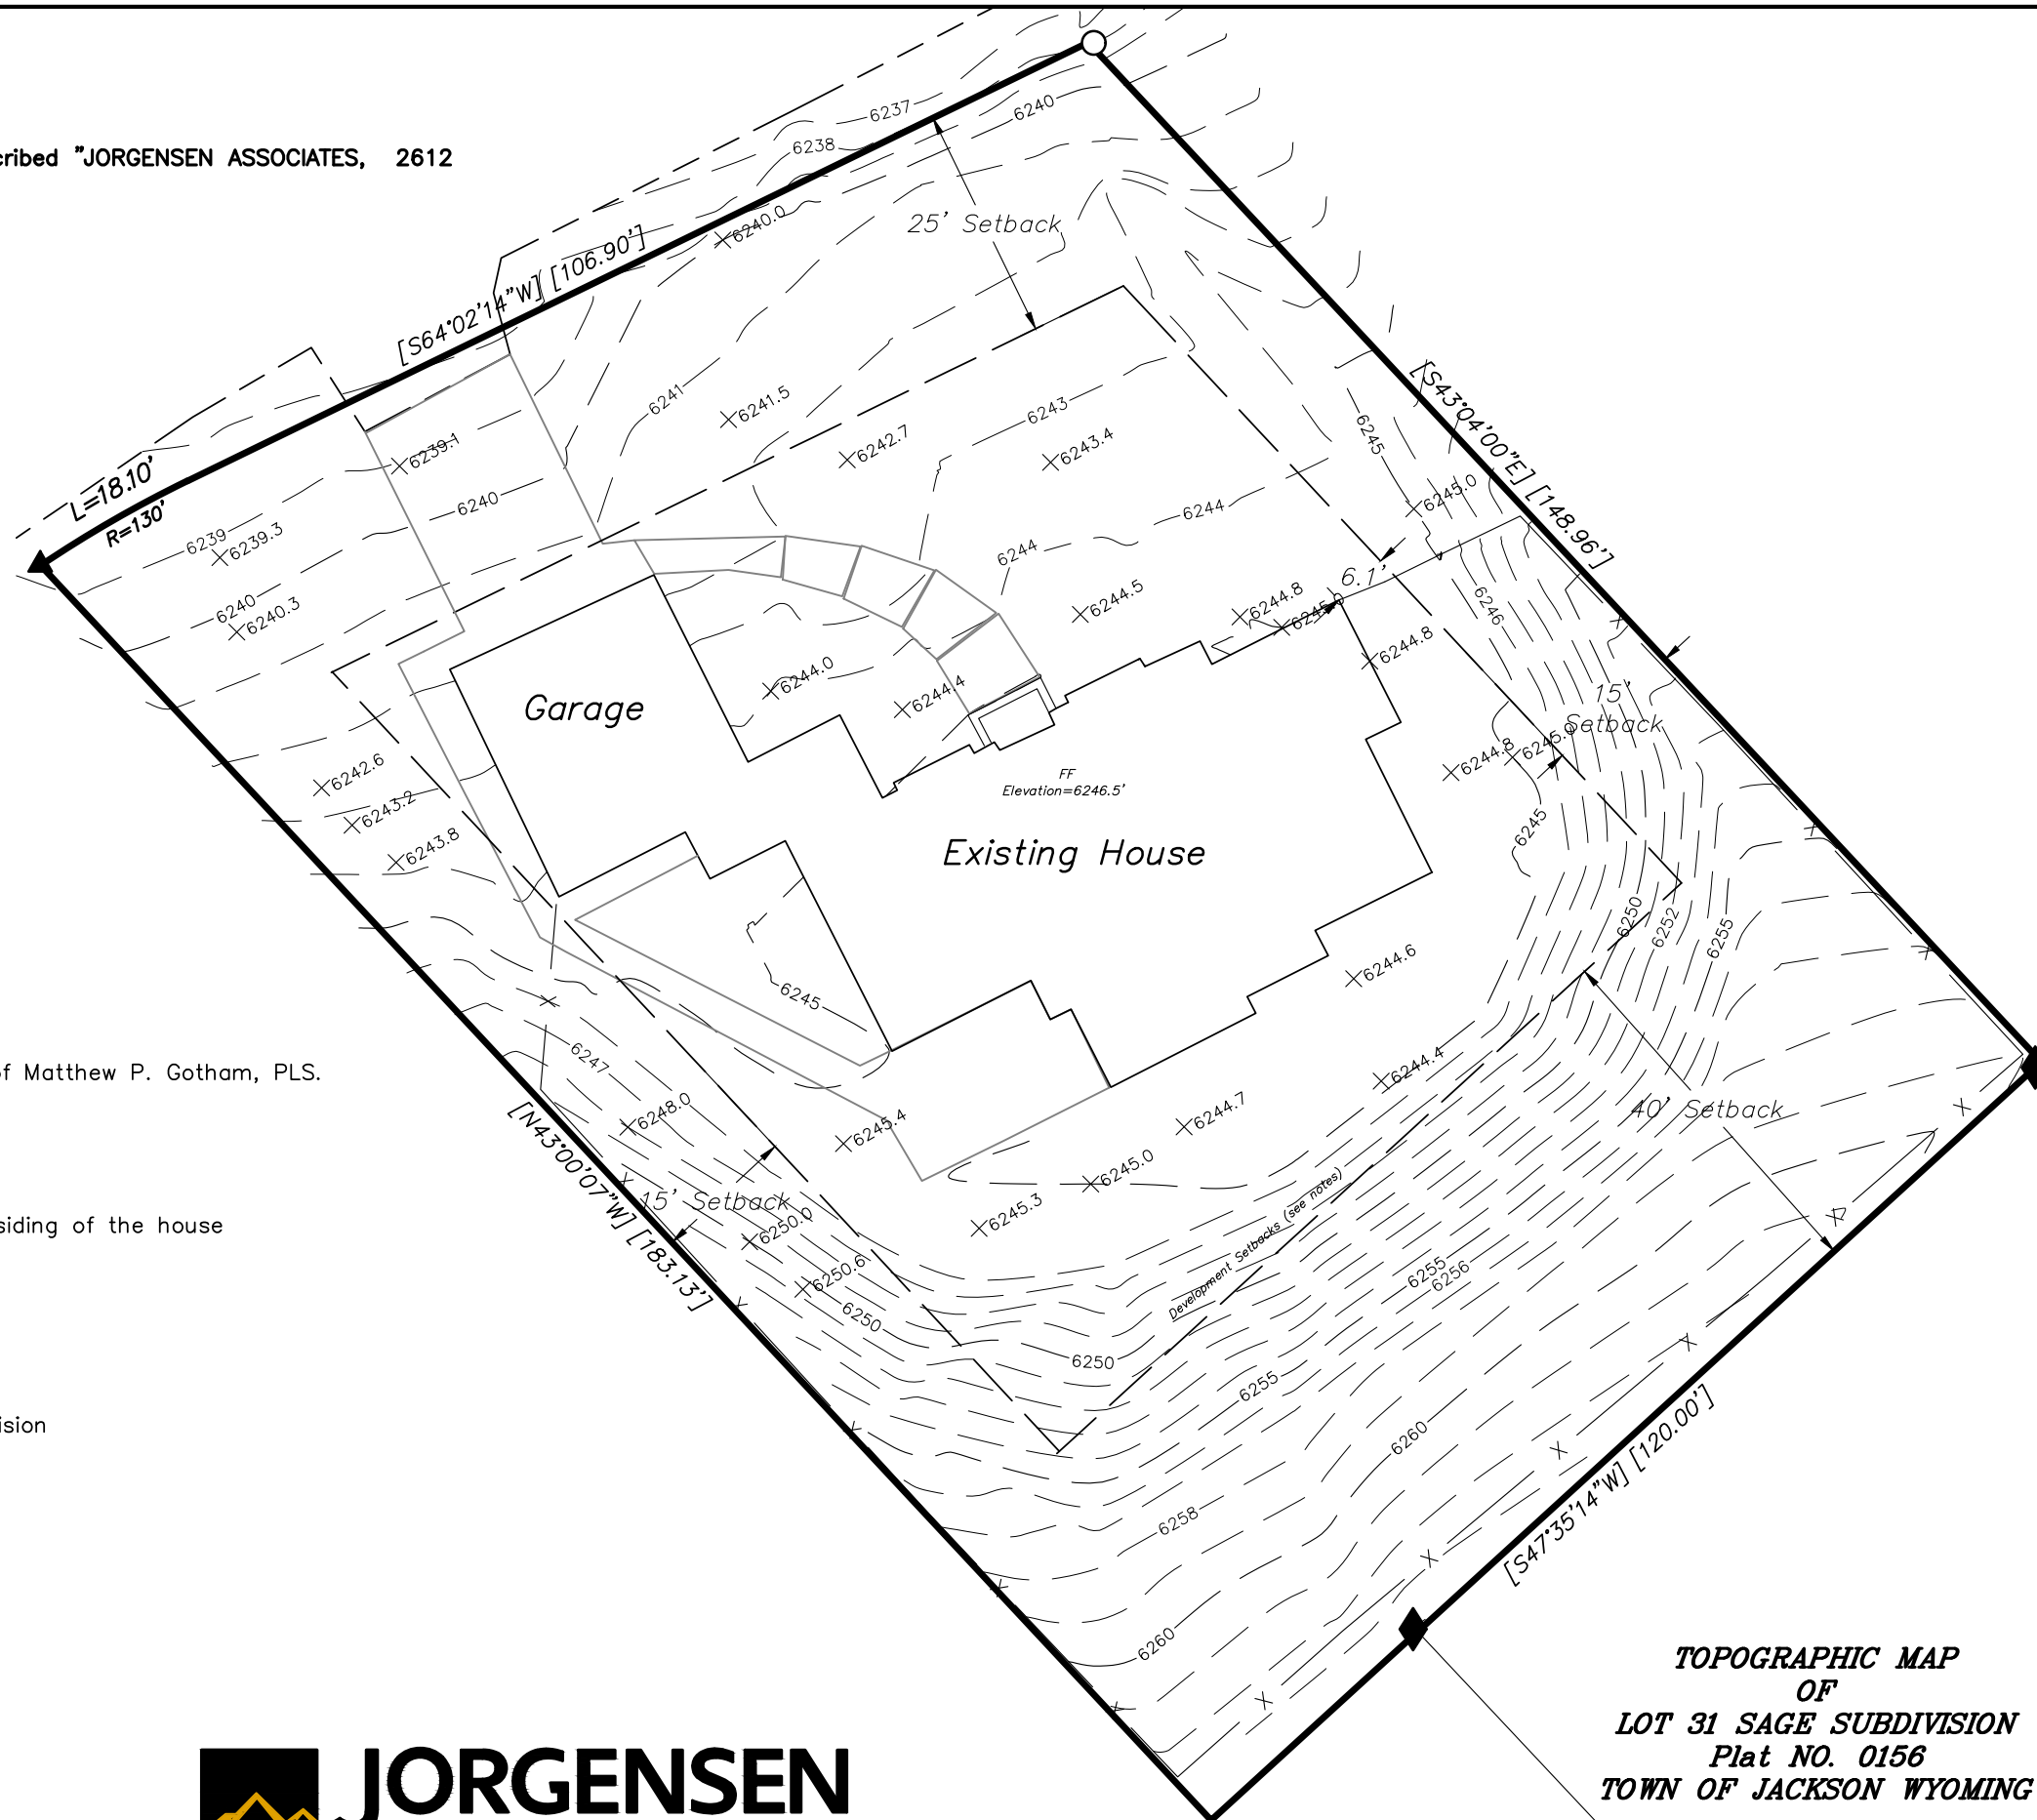 cribed "JORGENSEN ASSOCIATES, 2612
6237
6238
6240
25' Setback
6240.0
[S64°02'14"W] [106.90']
L=18.10'
R=130'
6239
6239.3
6239.1
6240
6240
6240.3
6241
6241.5
6242.7
6243
6243.4
6244
6244
6244.5
6245
6245.0
[S43°04'00"E] [148.96']
6.1'
6244.8
6245.0
6244.8
6246
15'
Setback
6244.8
6245.0
6245
Garage
6244.0
6244.4
FF
Elevation=6246.5'
Existing House
6242.6
6243.2
6243.8
6250
6252
6255
6244.6
6245
6247
6248.0
6245.4
6244.4
6244.7
6245.0
6245.3
40' Setback
of Matthew P. Gotham, PLS.
[N43°00'07"W] [183.13']
15' Setback
6250.0
6250.6
6250
6250
Development Setbacks (see notes)
siding of the house
6255
6256
6255
6260
6258
6260
ision
[S47°35'14"W] [120.00']
TOPOGRAPHIC MAP
OF
LOT 31 SAGE SUBDIVISION
Plat NO. 0156
TOWN OF JACKSON WYOMING
JORGENSEN